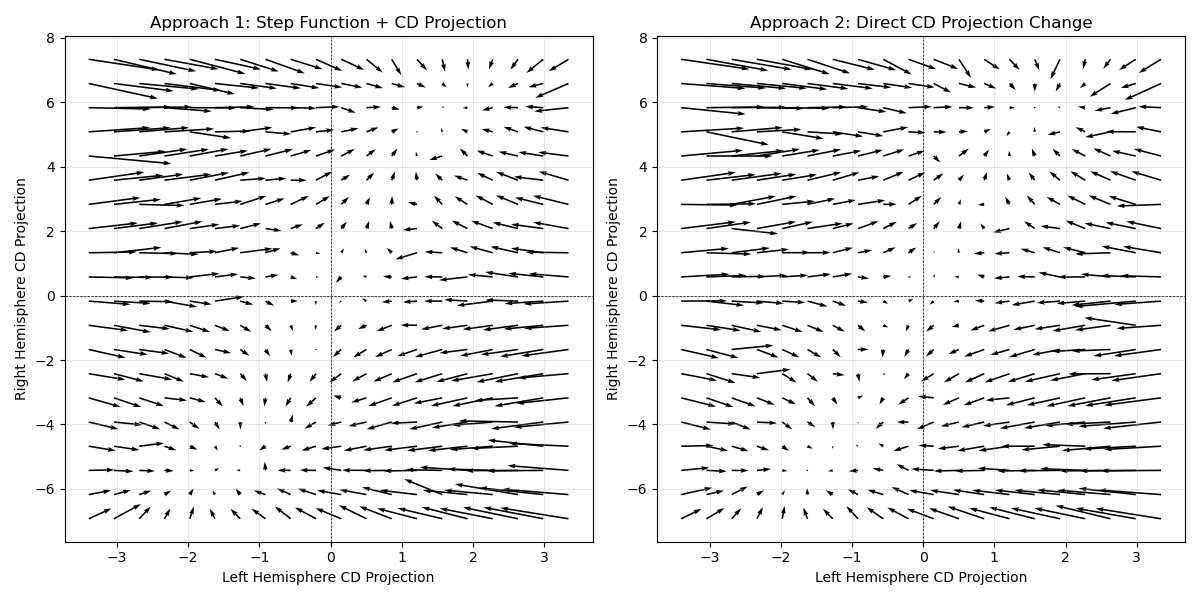 Approach 1: Step Function + CD Projection
8
6
4
2
0
−2
−4
−6
Right Hemisphere CD Projection
−3 −2 −1 0 1 2 3
Left Hemisphere CD Projection
Approach 2: Direct CD Projection Change
8
6
4
2
0
−2
−4
−6
Right Hemisphere CD Projection
−3 −2 −1 0 1 2 3
Left Hemisphere CD Projection